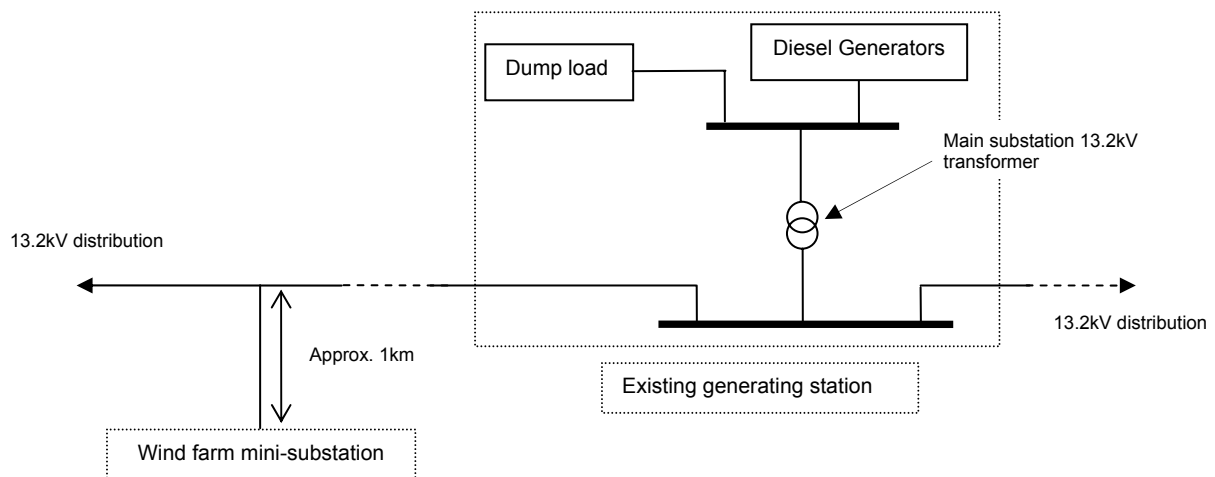 Diesel Generators
Dump load
Main substation 13.2kV
transformer
13.2kV distribution
13.2kV distribution
Approx. 1km
Existing generating station
Wind farm mini-substation